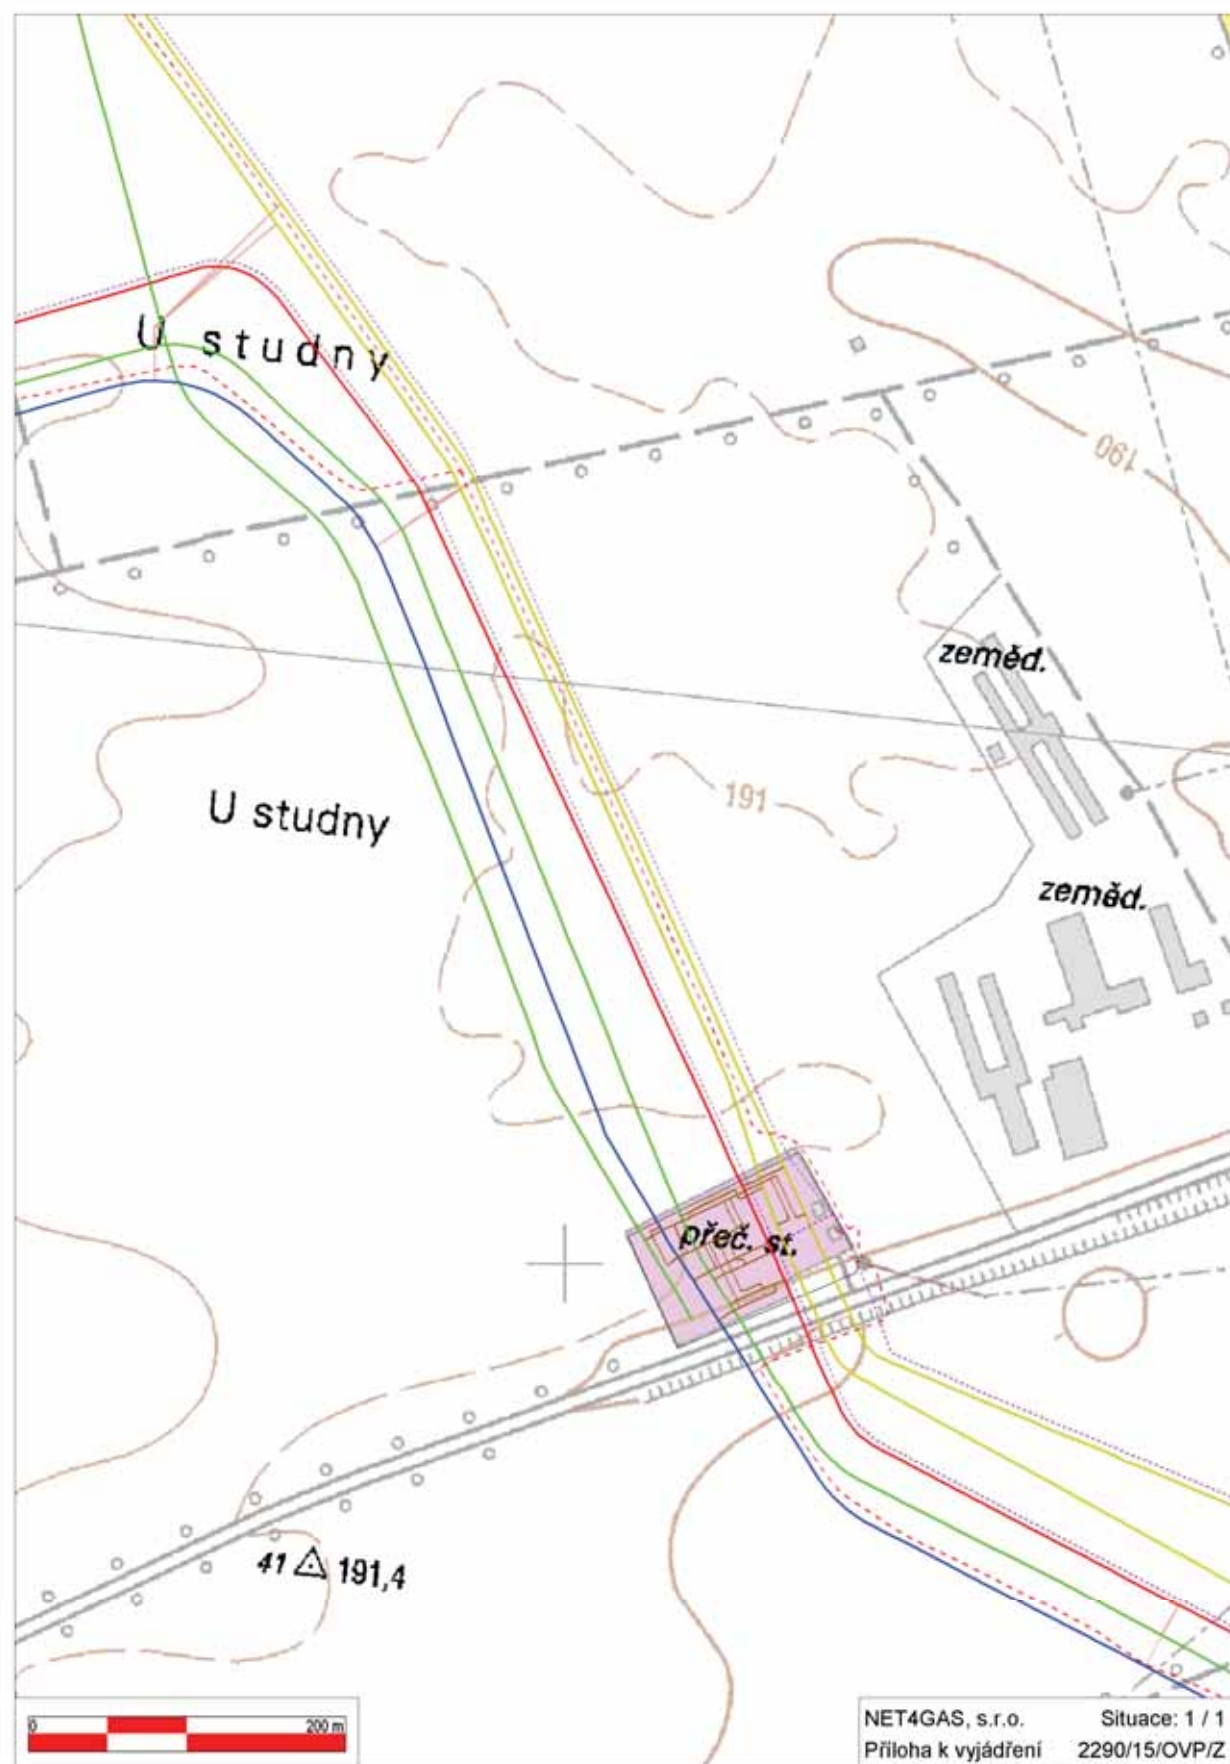 U studny
190
zeměd.
191
U studny
zeměd.
přeč. st.
41 191,4
0 200 m
NET4GAS, s.r.o. Situace: 1 / 1
Příloha k vyjádření 2290/15/OVP/Z